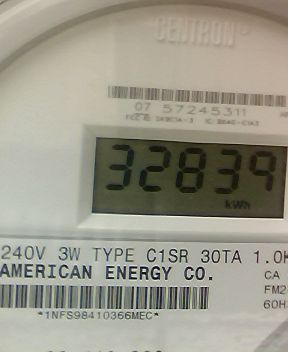 CENTRON®
07 57245311
32839
kWh
240V 3W TYPE C1SR 30TA 1.0K
AMERICAN ENERGY CO.
CA
FM2
60H
*1NFS98410366MEC*